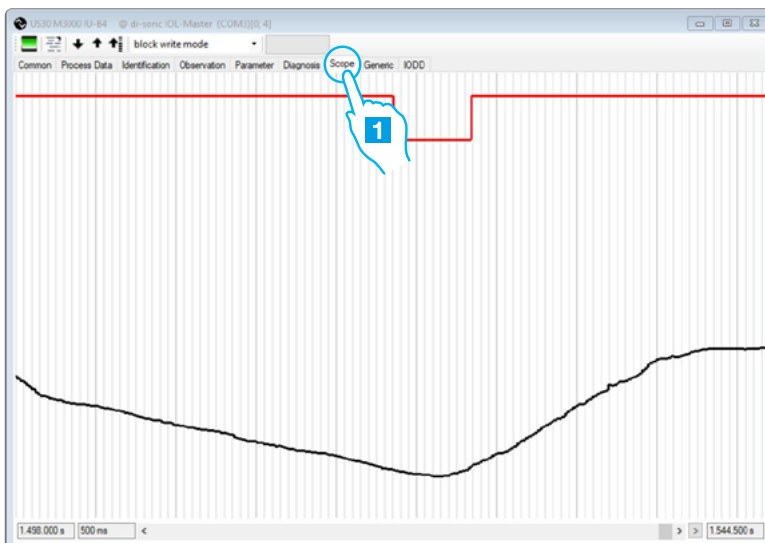 US30 M3000 IU-B4 @ di-soric IOL-Master (COM3)[0, 4]
block write mode
Common Process Data Identification Observation Parameter Diagnosis Scope Generic IODD
1
1.498.000 s 500 ms < > > 1.544.500 s